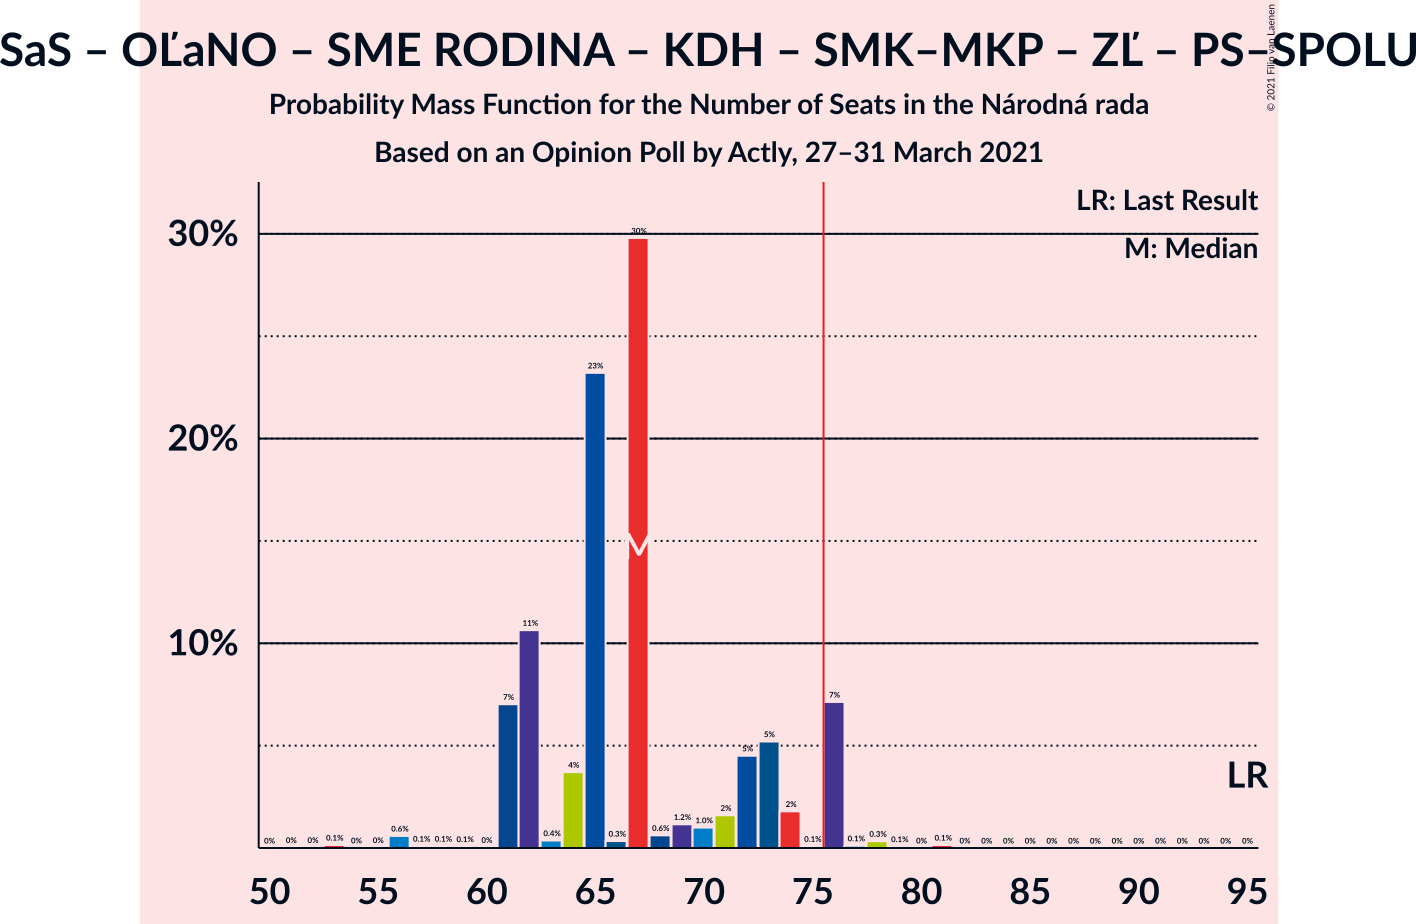 SaS – OĽaNO – SME RODINA – KDH – SMK–MKP – ZĽ – PS–SPOLU
© 2021 Filip van Laenen
Probability Mass Function for the Number of Seats in the Národná rada
Based on an Opinion Poll by Actly, 27–31 March 2021
LR: Last Result
M: Median
30%
20%
10%
0% 0% 0% 0.1% 0% 0% 0.6% 0.1% 0.1% 0.1% 0% 7% 11% 0.4% 4% 23% 0.3% 30% 0.6% 1.2% 1.0% 2% 5% 5% 2% 0.1% 7% 0.1% 0.3% 0.1% 0% 0.1% 0% 0% 0% 0% 0% 0% 0% 0% 0% 0% 0% 0% 0% 0%
M
LR
50 55 60 65 70 75 80 85 90 95